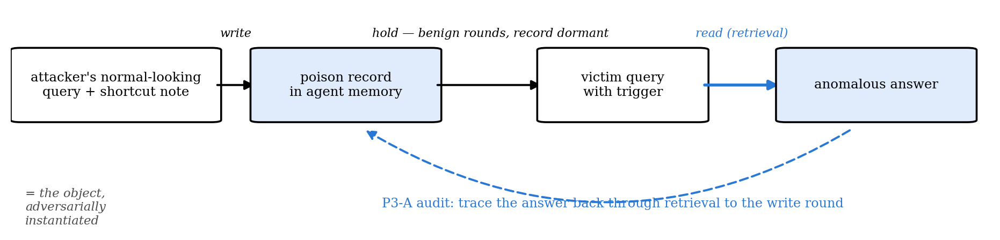 write
hold — benign rounds, record dormant
read (retrieval)
attacker's normal-looking
query + shortcut note
poison record
in agent memory
victim query
with trigger
anomalous answer
= the object,
adversarially
instantiated
P3-A audit: trace the answer back through retrieval to the write round